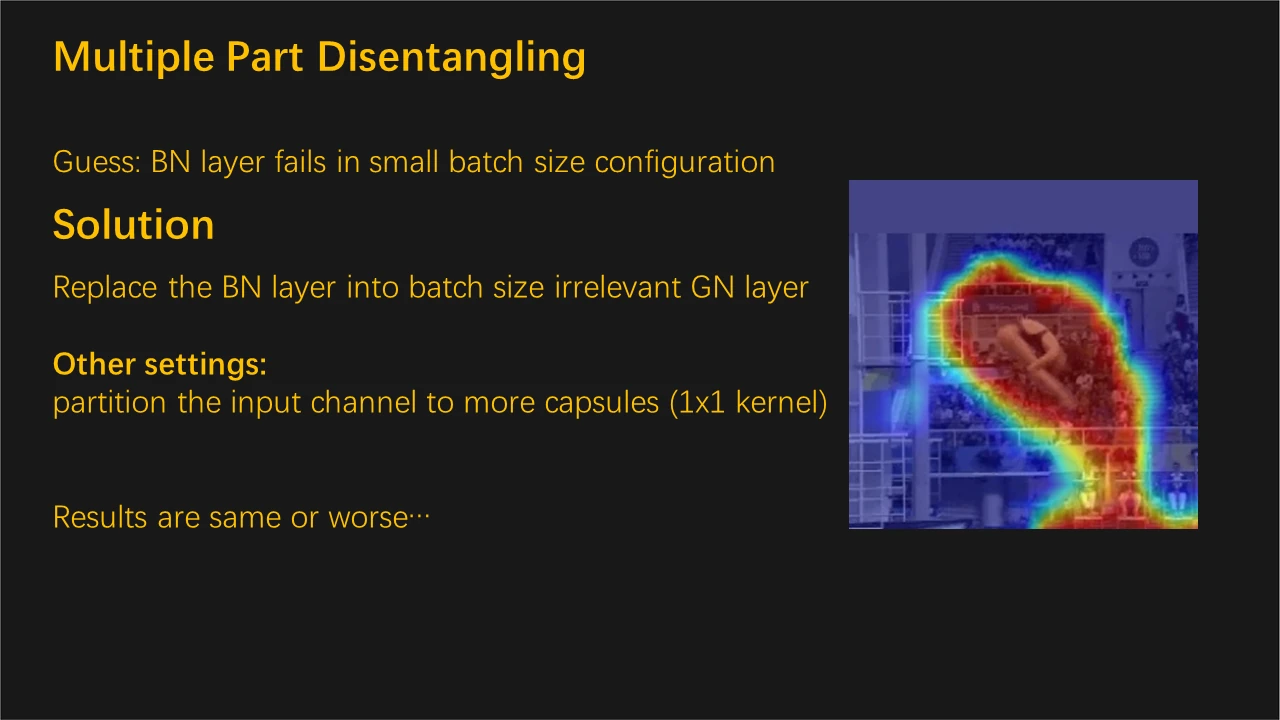 Multiple Part Disentangling
Guess: BN layer fails in small batch size configuration
Solution
Replace the BN layer into batch size irrelevant GN layer
Other settings:
partition the input channel to more capsules (1x1 kernel)
Results are same or worse…